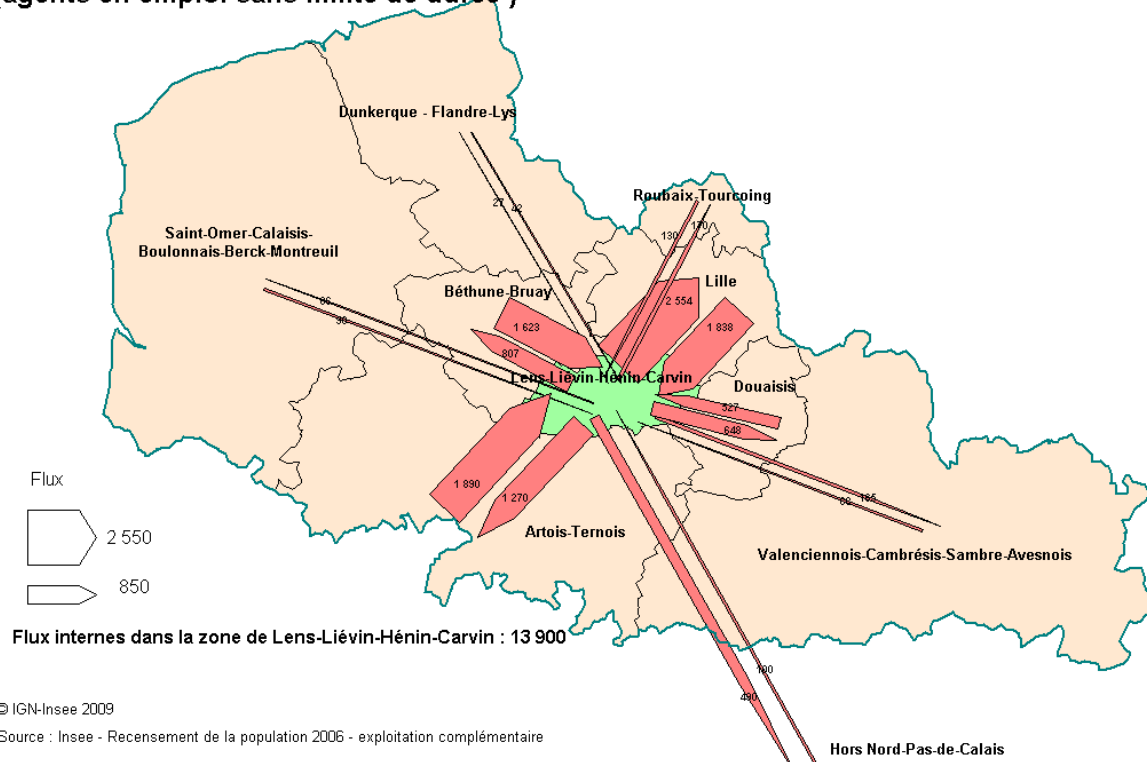 (agents en emploi sans limite de durée )
Dunkerque - Flandre-Lys
27
42
Roubaix-Tourcoing
130
170
Saint-Omer-Calaisis-
Boulonnais-Berck-Montreuil
Lille
Béthune-Bruay
2 554
66
90
1 623
1 838
807
Lens-Liévin-Hénin-Carvin
Douaisis
527
648
Flux
1 890
1 270
68
185
2 550
Artois-Ternois
Valenciennois-Cambrésis-Sambre-Avesnois
850
Flux internes dans la zone de Lens-Liévin-Hénin-Carvin : 13 900
100
490
© IGN-Insee 2009
Source : Insee - Recensement de la population 2006 - exploitation complémentaire
Hors Nord-Pas-de-Calais